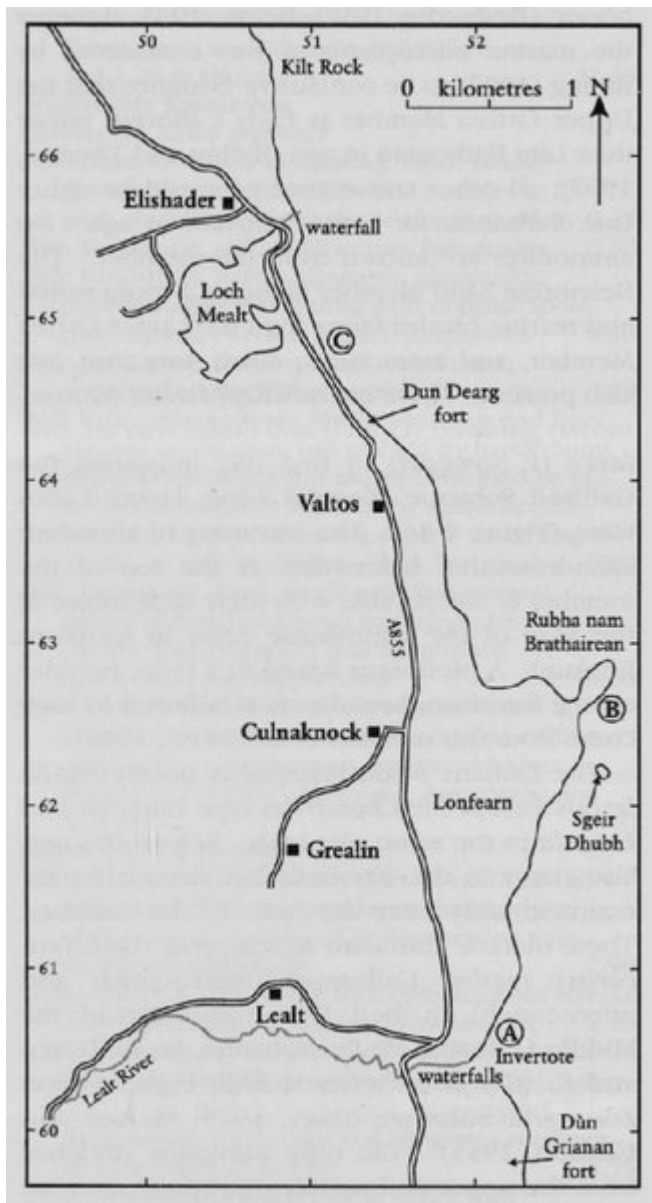 50
51
52
Kilt Rock
0 kilometres 1
N
66
Elishader
waterfall
Loch
Mealt
65
C
Dun Dearg
fort
64
Valtos
A855
63
Rubha nam
Brathairean
B
Culnaknock
62
Lonfearn
Sgeir
Dhubh
Grealin
61
Lealt
A
Invertote
Lealt River
waterfalls
60
Dùn
Grianan
fort